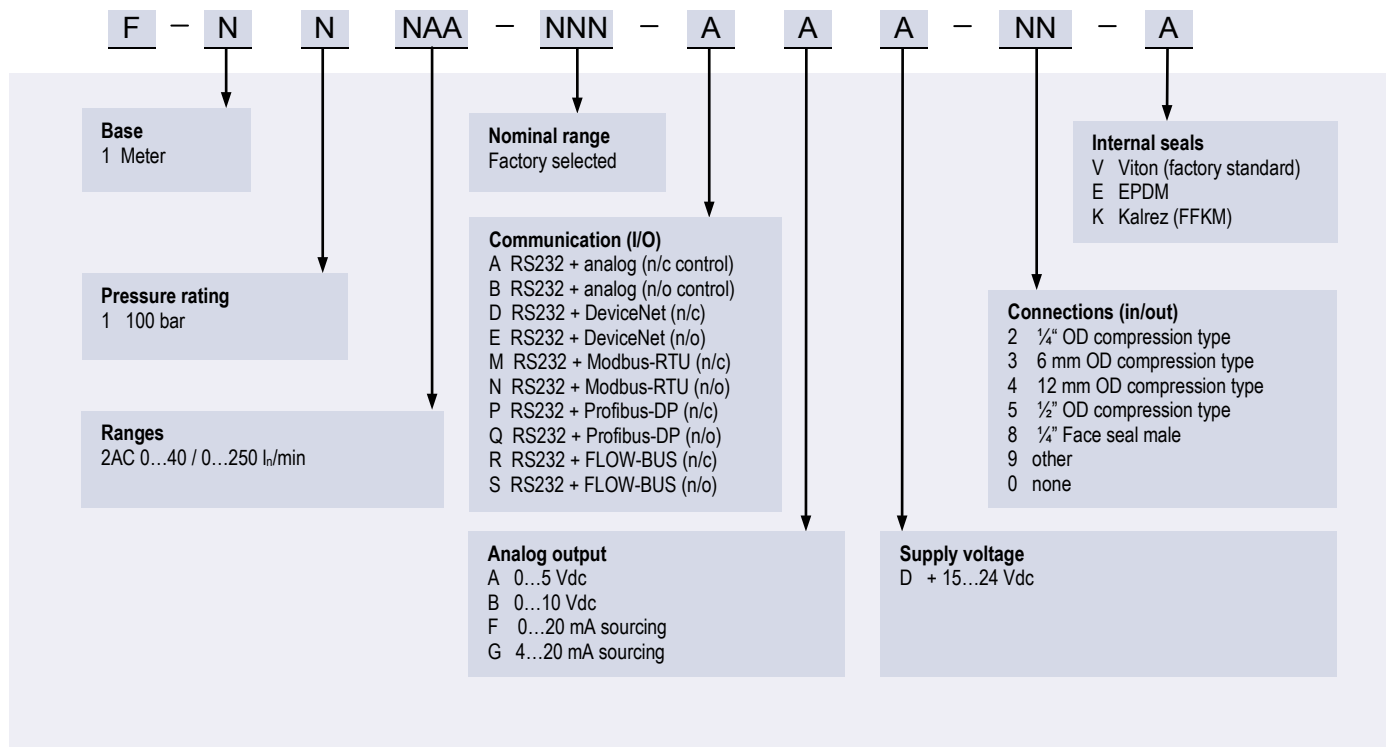 F – N N NAA – NNN – A A A – NN – A
Base
1 Meter
Pressure rating
1 100 bar
Ranges
2AC 0…40 / 0…250 lₙ/min
Nominal range
Factory selected
Communication (I/O)
A RS232 + analog (n/c control)
B RS232 + analog (n/o control)
D RS232 + DeviceNet (n/c)
E RS232 + DeviceNet (n/o)
M RS232 + Modbus-RTU (n/c)
N RS232 + Modbus-RTU (n/o)
P RS232 + Profibus-DP (n/c)
Q RS232 + Profibus-DP (n/o)
R RS232 + FLOW-BUS (n/c)
S RS232 + FLOW-BUS (n/o)
Analog output
A 0…5 Vdc
B 0…10 Vdc
F 0…20 mA sourcing
G 4…20 mA sourcing
Supply voltage
D + 15…24 Vdc
Internal seals
V Viton (factory standard)
E EPDM
K Kalrez (FFKM)
Connections (in/out)
2 ¼“ OD compression type
3 6 mm OD compression type
4 12 mm OD compression type
5 ½” OD compression type
8 ¼” Face seal male
9 other
0 none